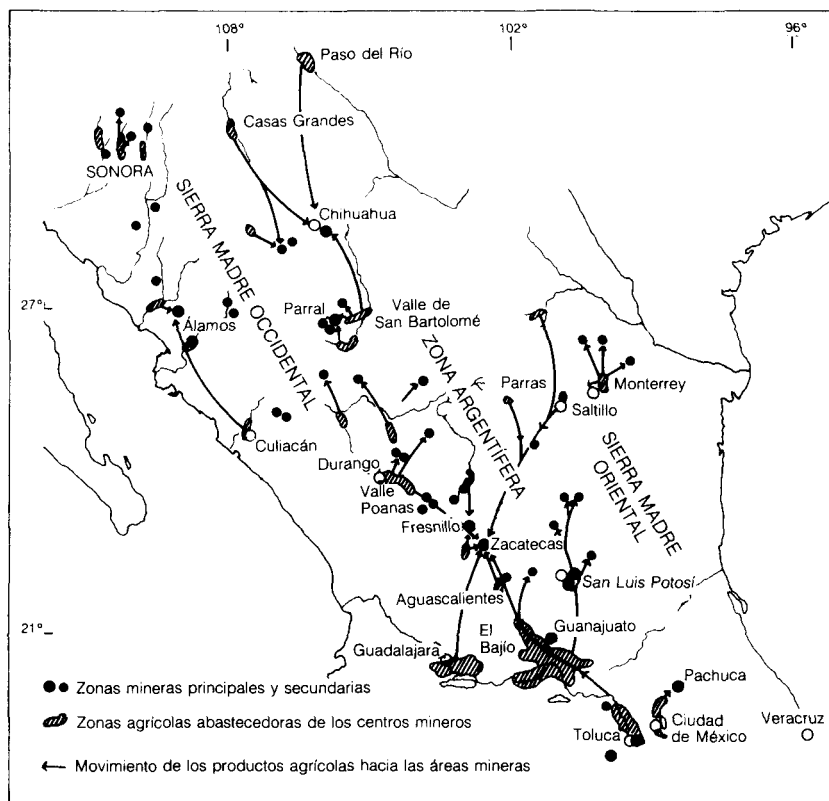 108°
102°
96°
Paso del Río
Casas Grandes
SONORA
SIERRA MADRE OCCIDENTAL
Chihuahua
27°
Álamos
Parral
Valle de
San Bartolomé
ZONA ARGENTÍFERA
Parras
Monterrey
Saltillo
SIERRA MADRE
ORIENTAL
Culiacán
Durango
Valle
Poanas
Fresnillo
Zacatecas
San Luis Potosí
Aguascalientes
21°
El
Bajío
Guanajuato
Guadalajara
Pachuca
Ciudad
de México
Veracruz
Toluca
Zonas mineras principales y secundarias
Zonas agrícolas abastecedoras de los centros mineros
Movimiento de los productos agrícolas hacia las áreas mineras